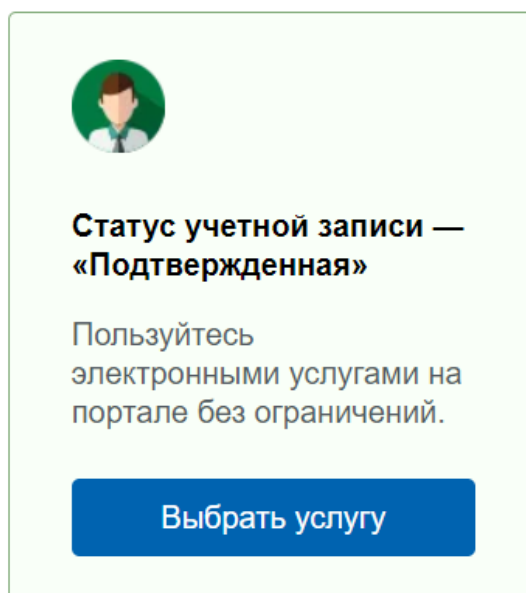 Статус учетной записи —
«Подтвержденная»
Пользуйтесь
электронными услугами на
портале без ограничений.
Выбрать услугу